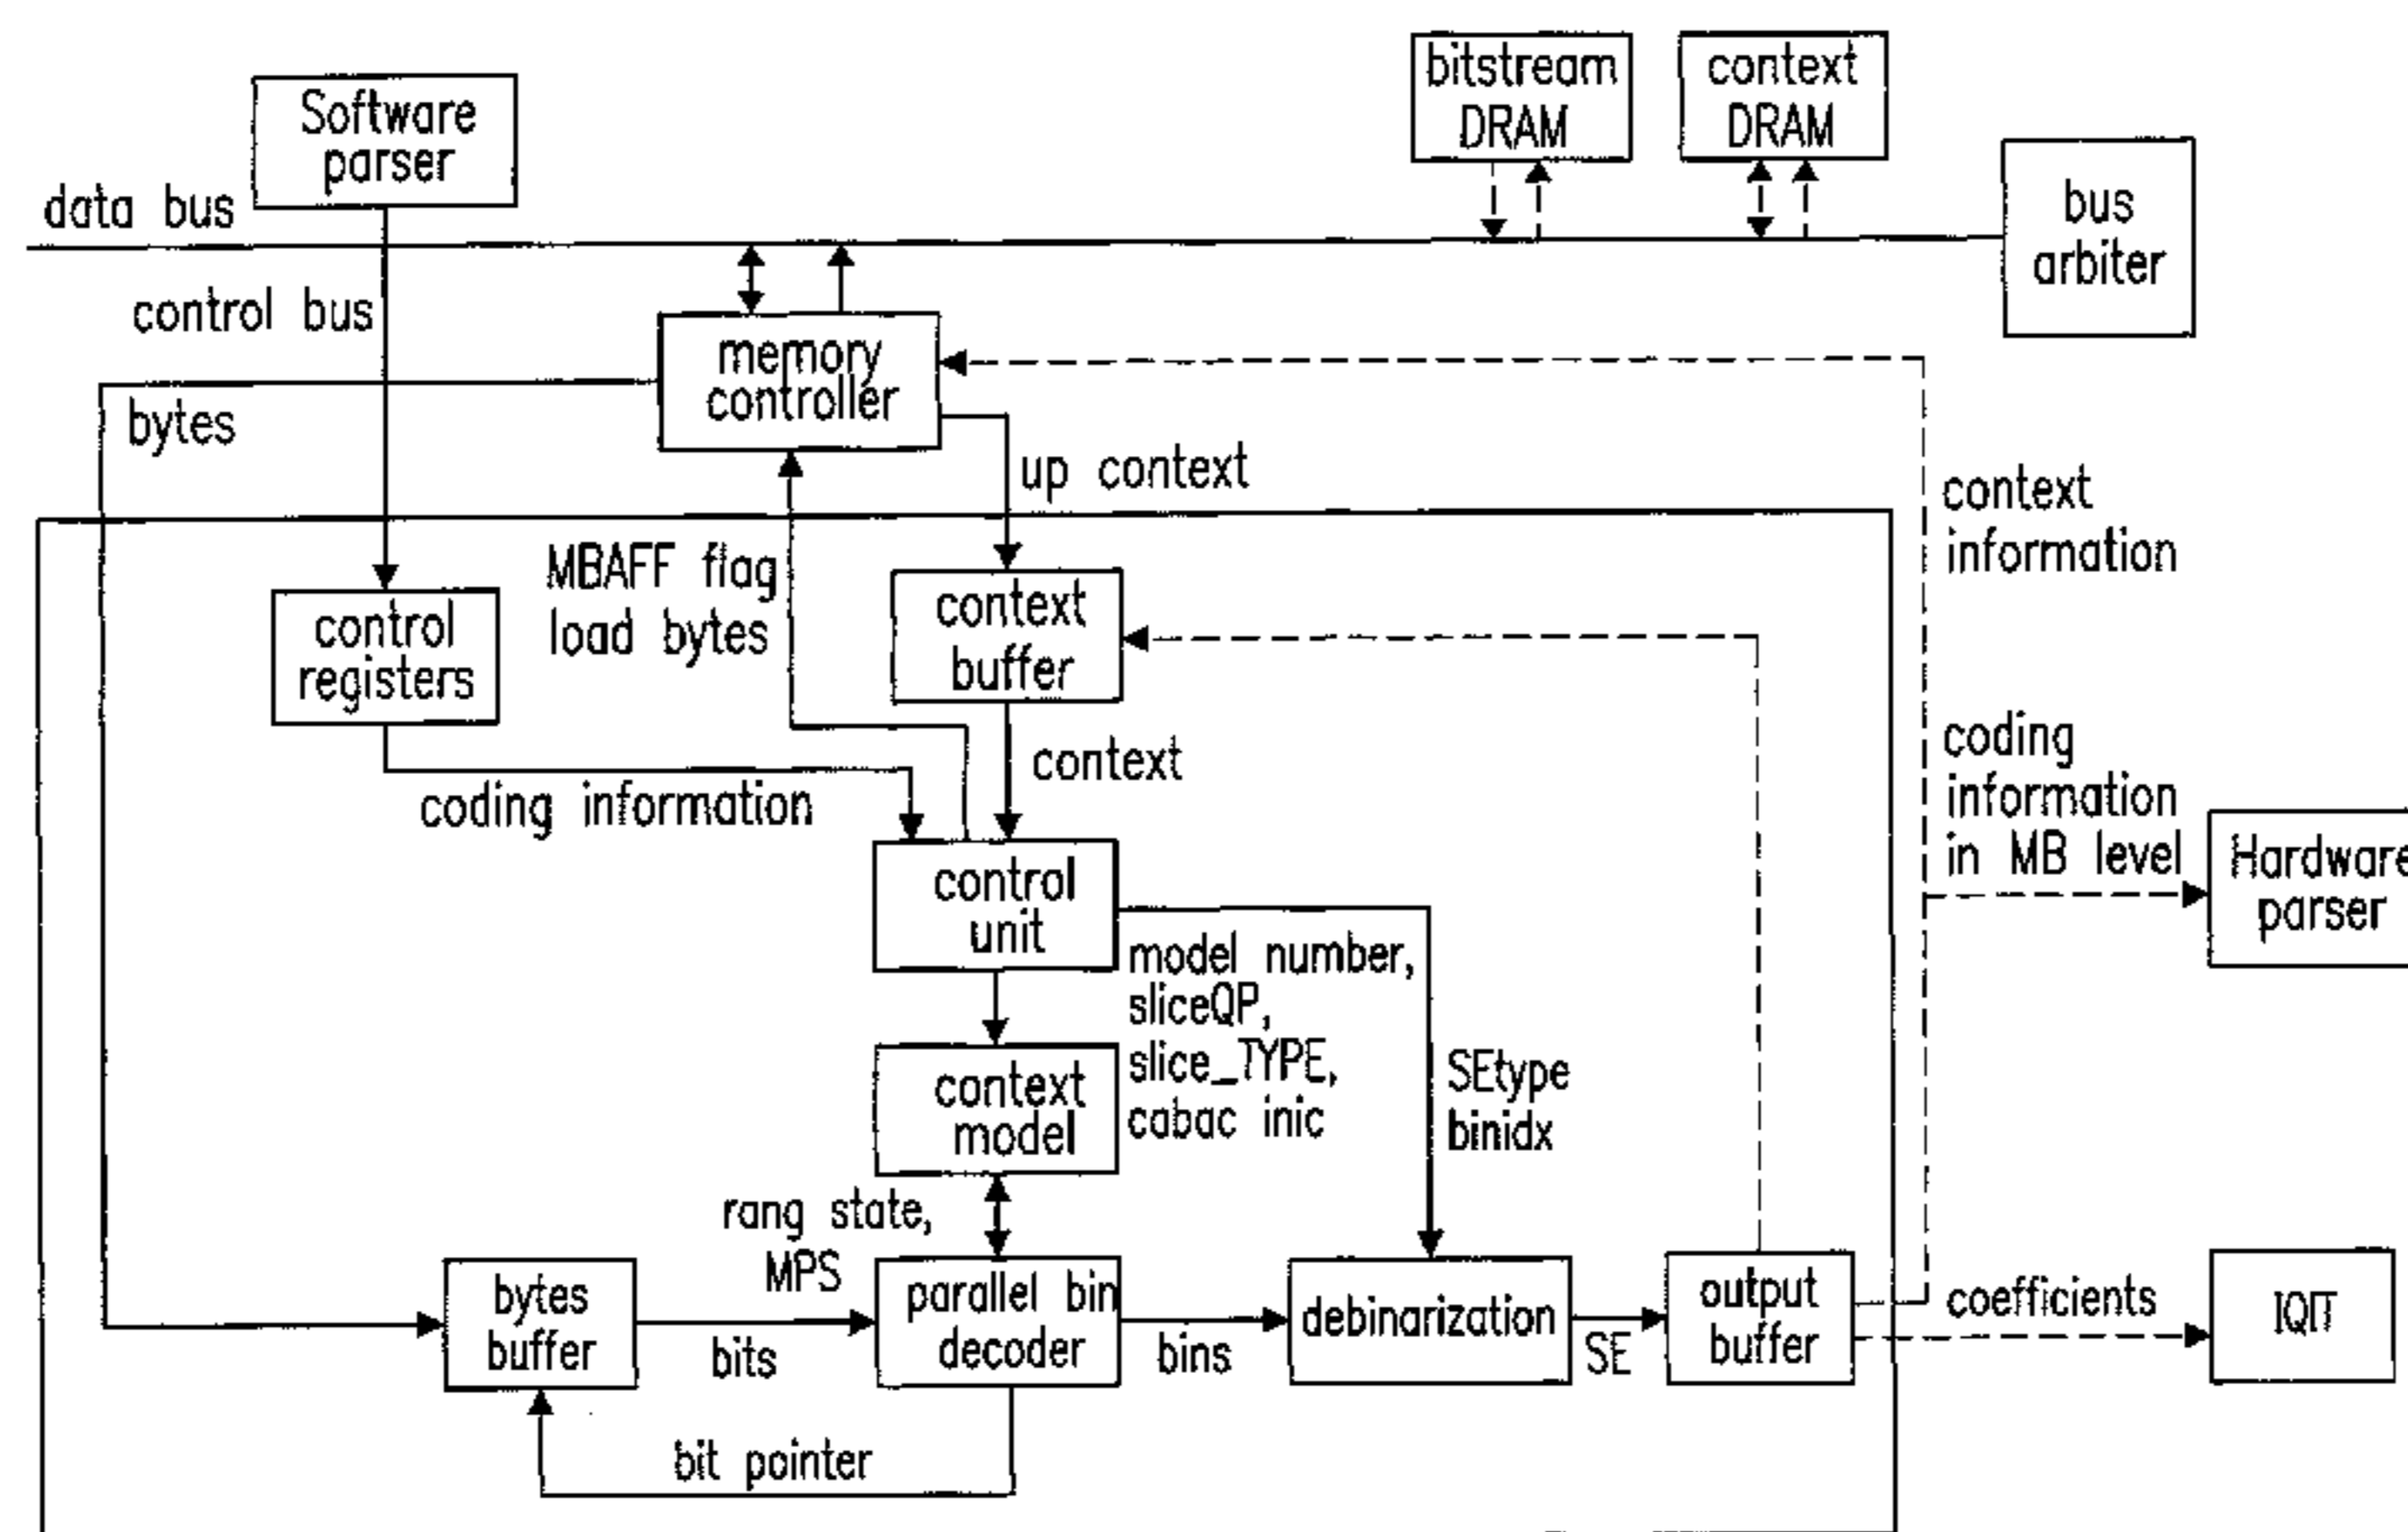 bitstream
DRAM
context
DRAM
Software
parser
data bus
bus
arbiter
control bus
memory
controller
bytes
up context
context
information
MBAFF flag
load bytes
context
buffer
control
registers
context
coding
information
in MB level
coding information
Hardware
parser
control
unit
model number,
sliceQP,
slice_TYPE,
cabac inic
SEtype
binidx
context
model
rang state,
MPS
bytes
buffer
bits
parallel bin
decoder
bins
debinarization
SE
output
buffer
coefficients
IQIT
bit pointer